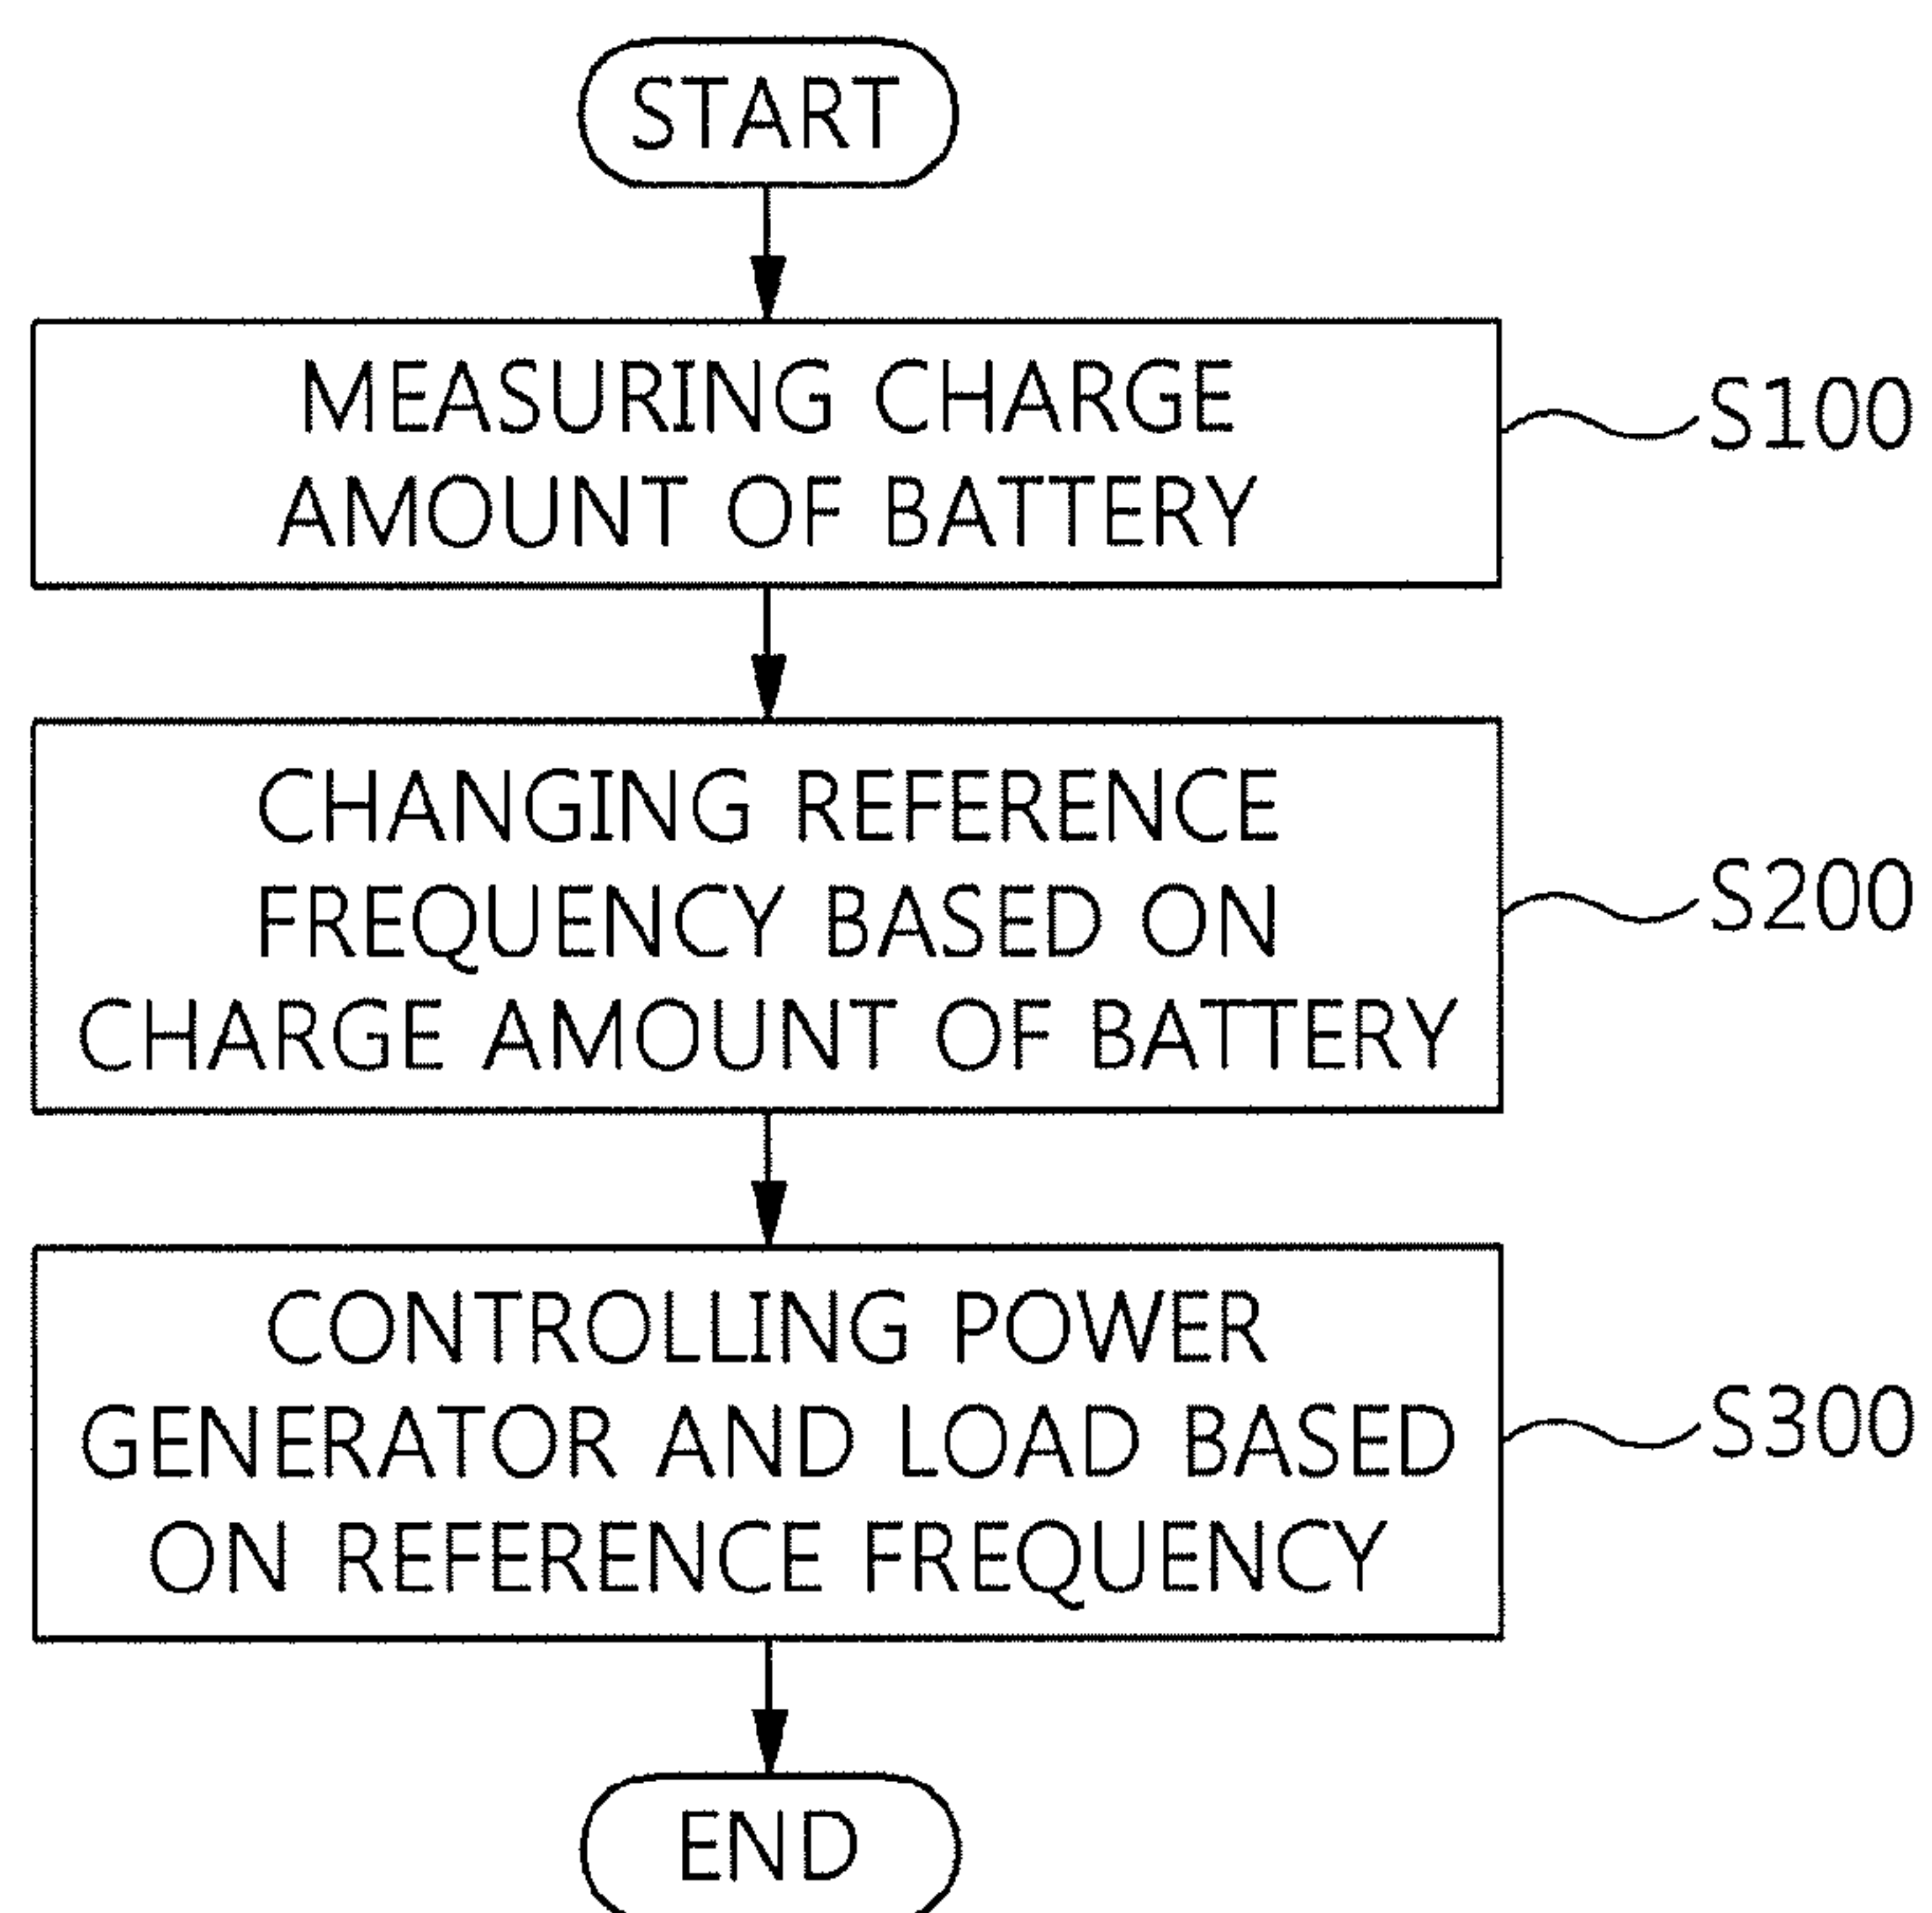 START
MEASURING CHARGE
AMOUNT OF BATTERY
S100
CHANGING REFERENCE
FREQUENCY BASED ON
CHARGE AMOUNT OF BATTERY
S200
CONTROLLING POWER
GENERATOR AND LOAD BASED
ON REFERENCE FREQUENCY
S300
END